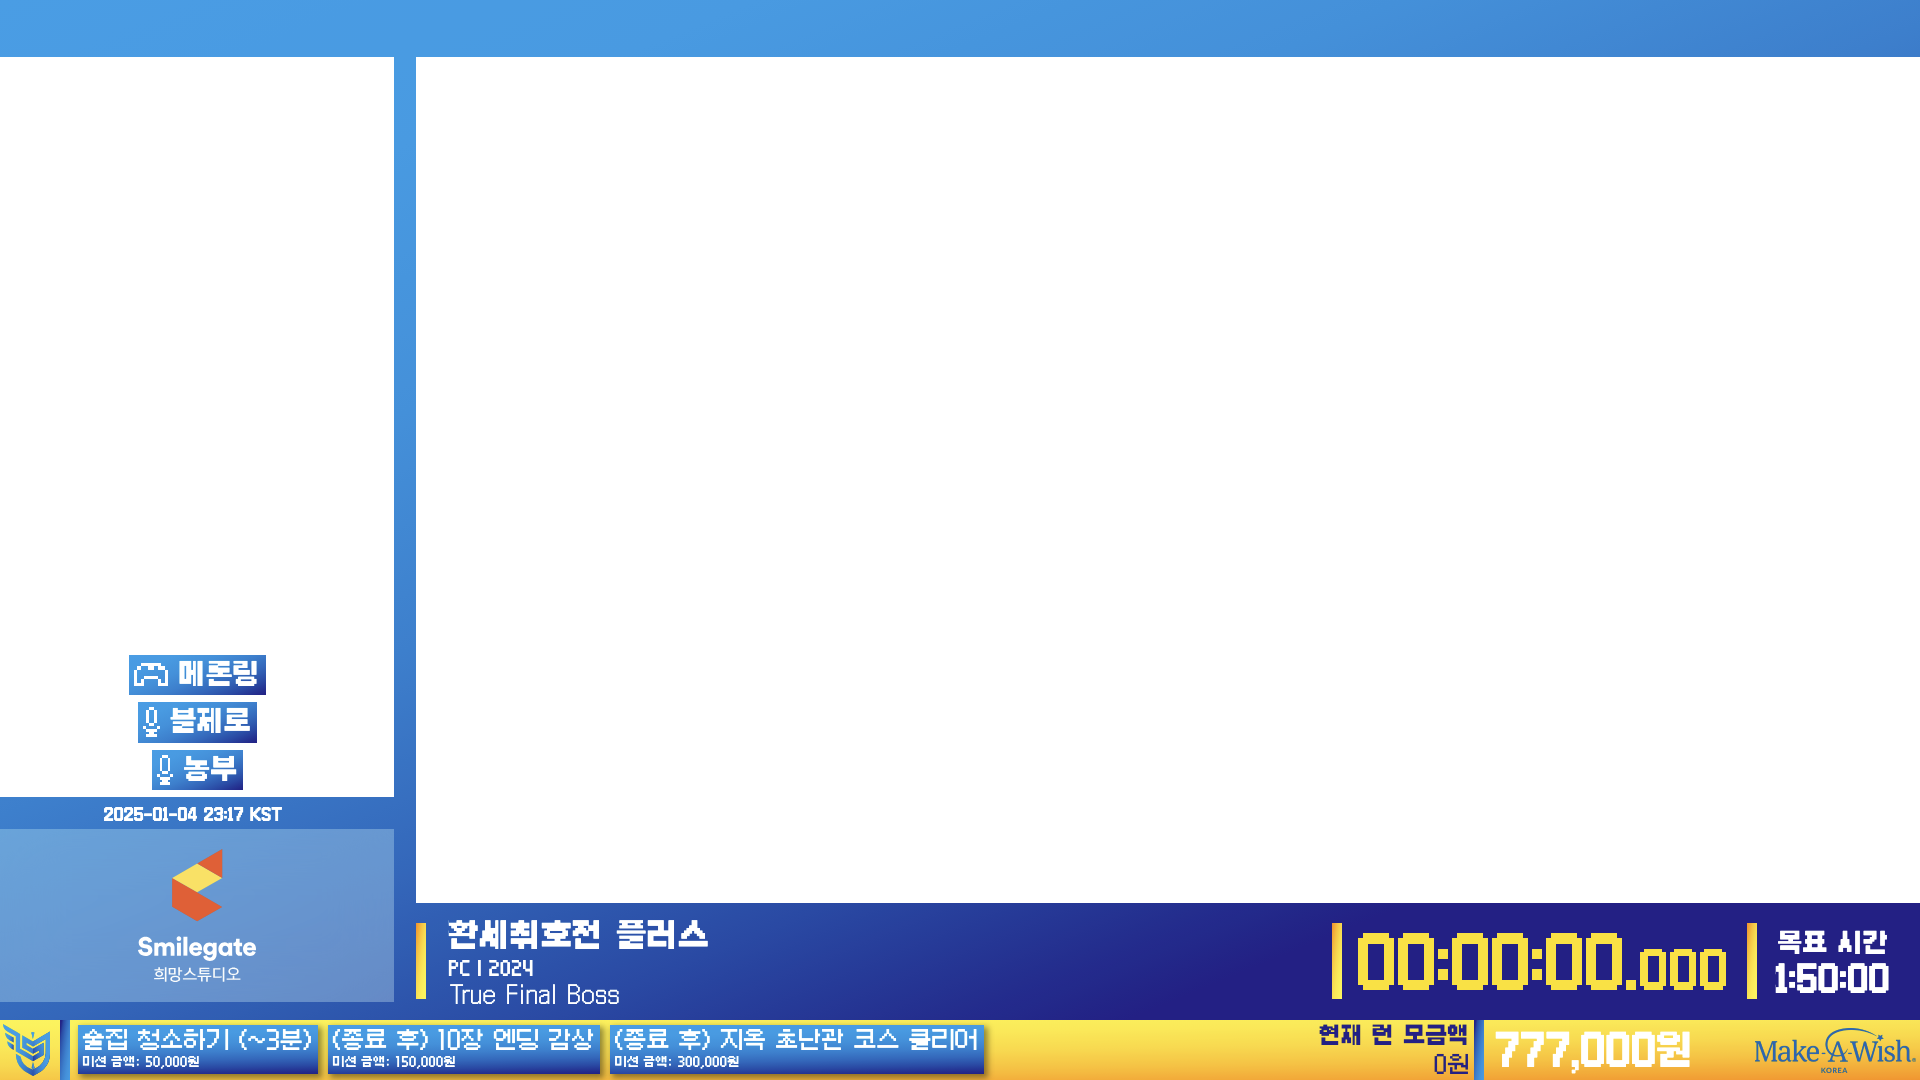 메론링
불제로
농부
2025-01-04 23:17 KST
Smilegate
희망스튜디오
환세취호전 플러스
PC | 2024
True Final Boss
00:00:00.000
목표 시간
1:50:00
술집 청소하기 (~3분)
미션 금액: 50,000원
(종료 후) 10장 엔딩 감상
미션 금액: 150,000원
(종료 후) 지옥 초난관 코스 클리어
미션 금액: 300,000원
현재 런 모금액
0원
777,000원
Make-A-Wish.
KOREA